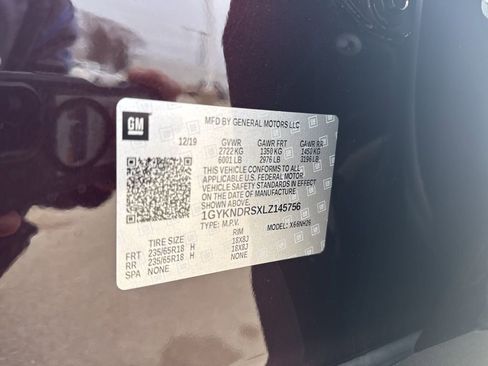 GM
MFD BY GENERAL MOTORS LLC
12/19 GVWR GAWR FRT GAWR RR
2722 KG 1350 KG 1450 KG
6001 LB 2976 LB 3196 LB
THIS VEHICLE CONFORMS TO ALL
APPLICABLE U.S. FEDERAL MOTOR
VEHICLE SAFETY STANDARDS IN EFFECT
ON THE DATE OF MANUFACTURE
SHOWN ABOVE.
1GYKNDRSXLZ145756
TYPE: M.P.V. MODEL:
TIRE SIZE RIM
FRT 235/65R18 H 18X8J
RR 235/65R18 H 18X8J
SPA NONE NONE